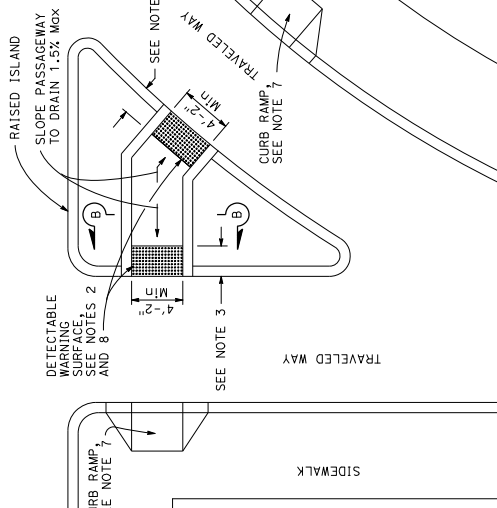 RAISED ISLAND
SLOPE PASSAGEWAY
TO DRAIN 1.5% Max
SEE NOTE
TRAVELED WAY
4'-2"
Min
CURB RAMP,
SEE NOTE 7
B
B
DETECTABLE
WARNING
SURFACE,
SEE NOTES 2
AND 8
4'-2"
Min
SEE NOTE 3
TRAVELED WAY
RB RAMP,
E NOTE 7
SIDEWALK